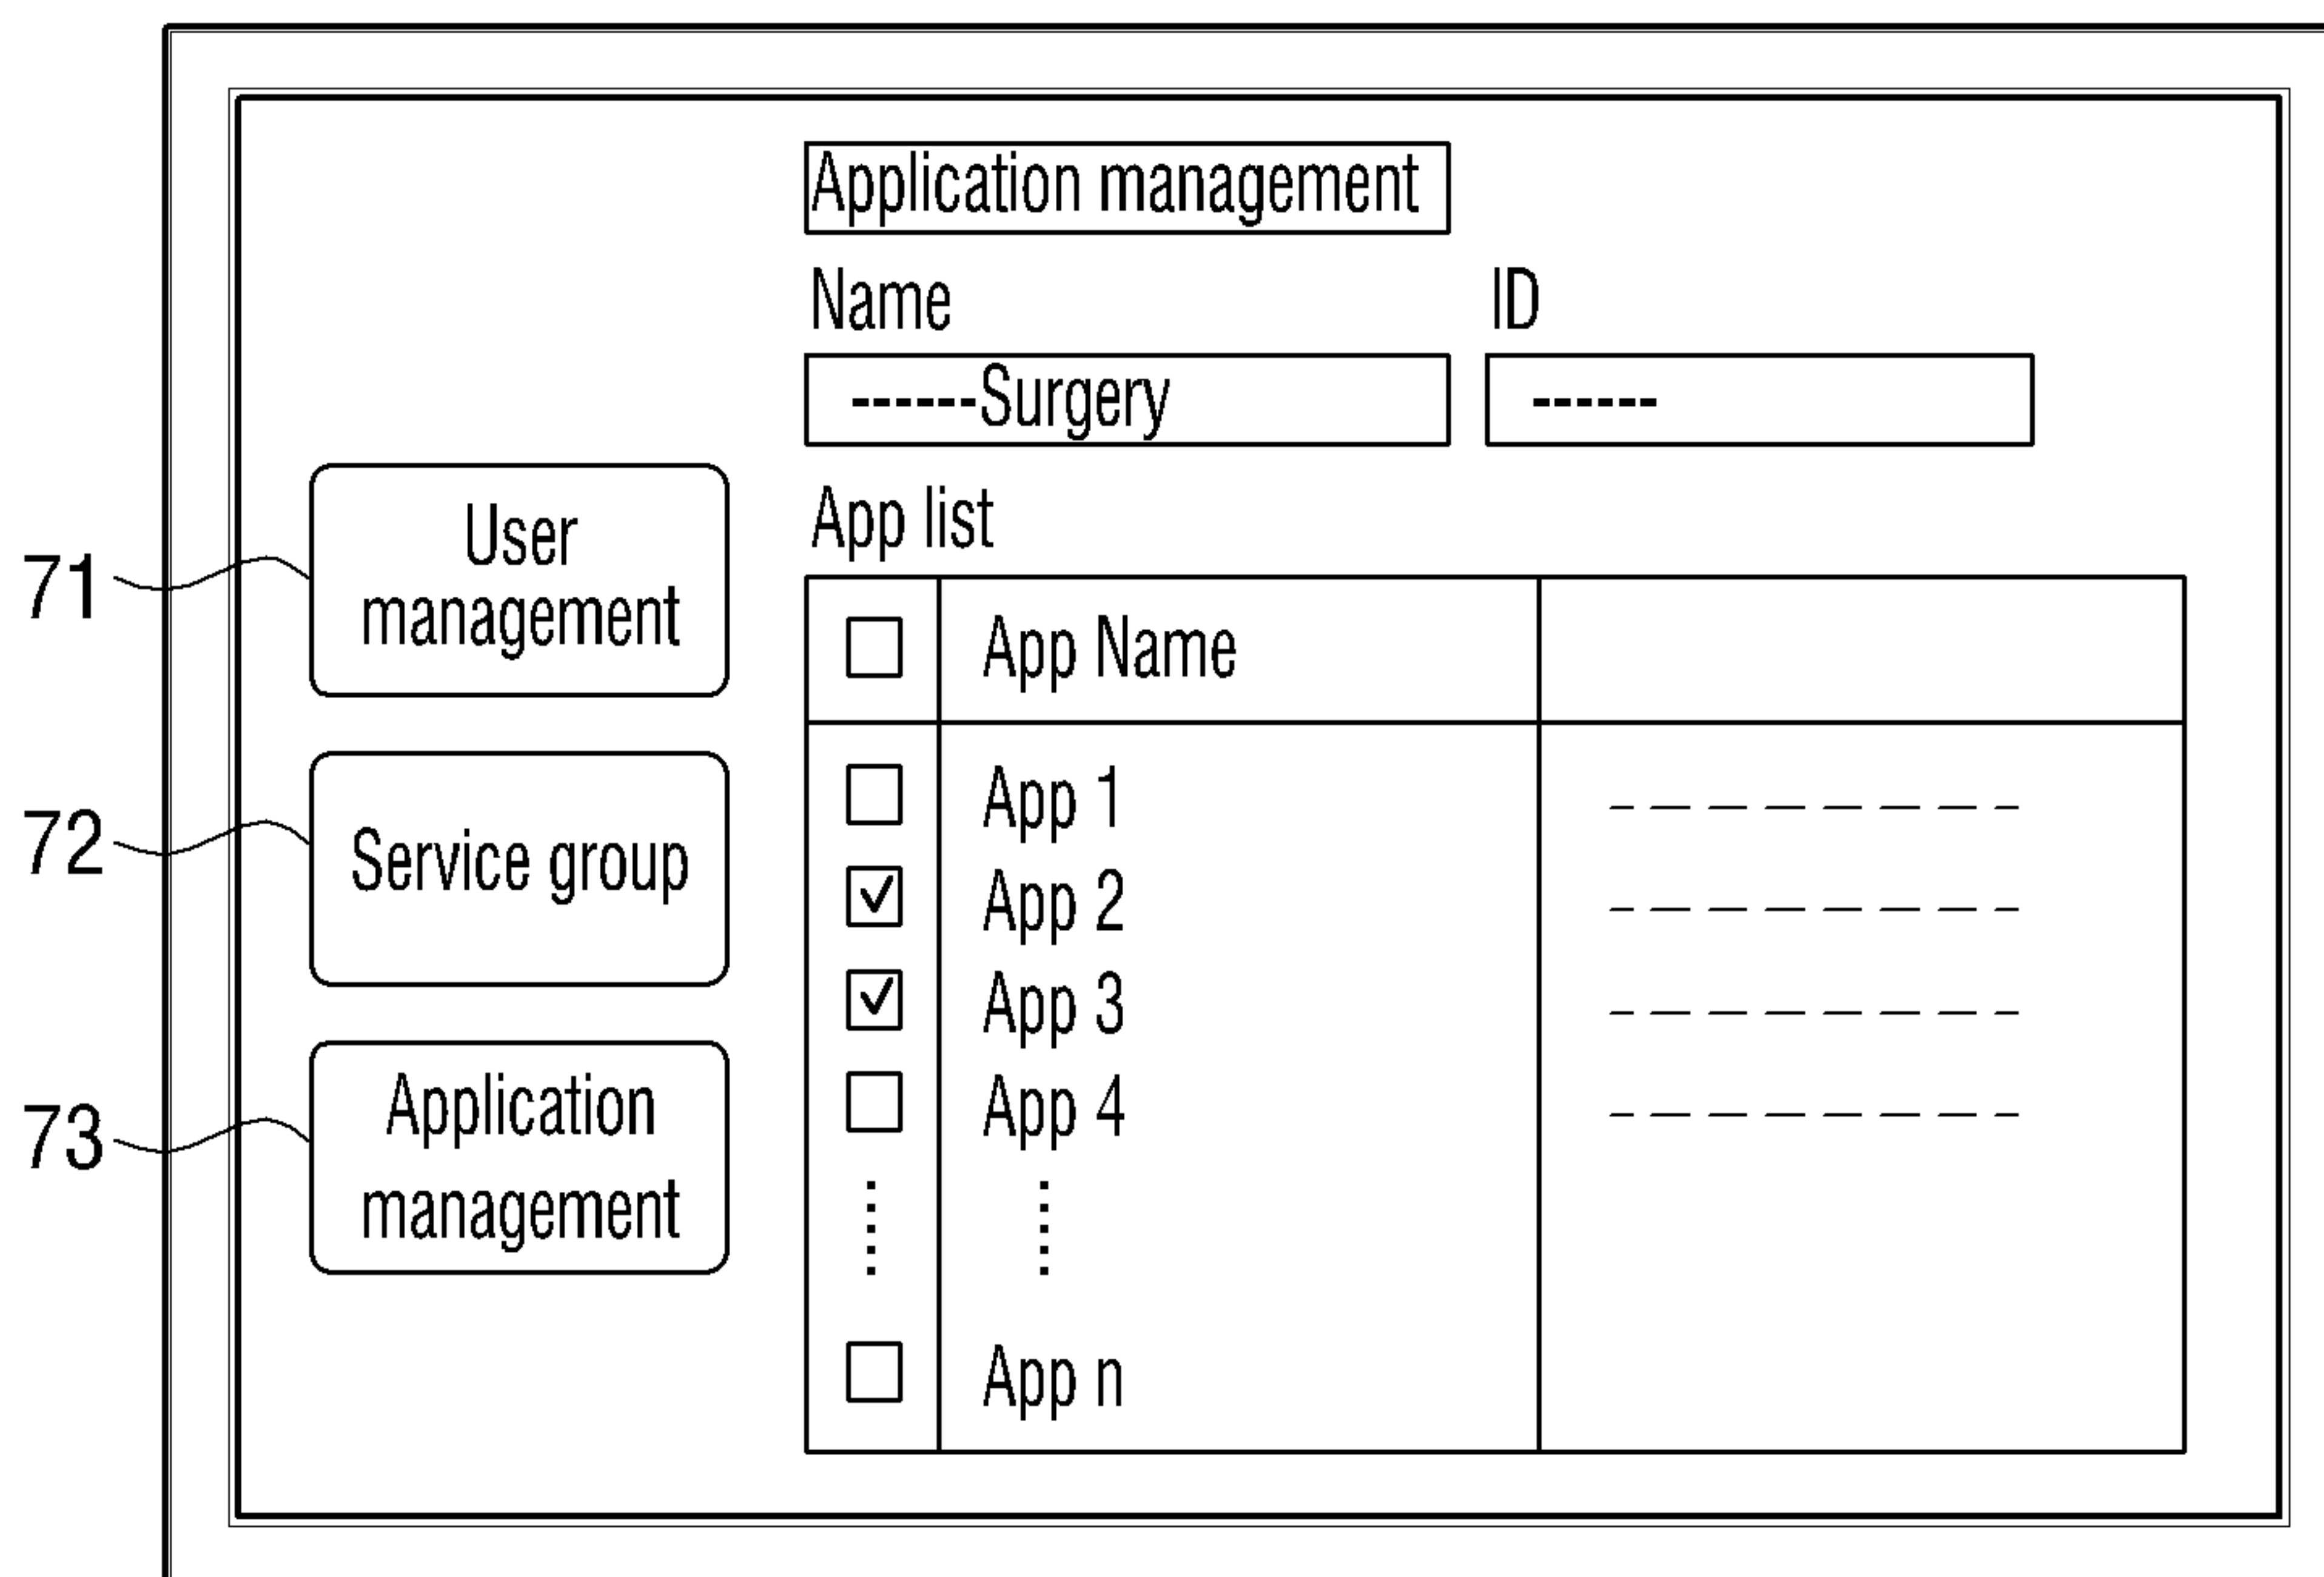 Application management
Name
ID
------Surgery
------
71
User
management
72
Service group
73
Application
management
App list
App Name
App 1
App 2
App 3
App 4
App n